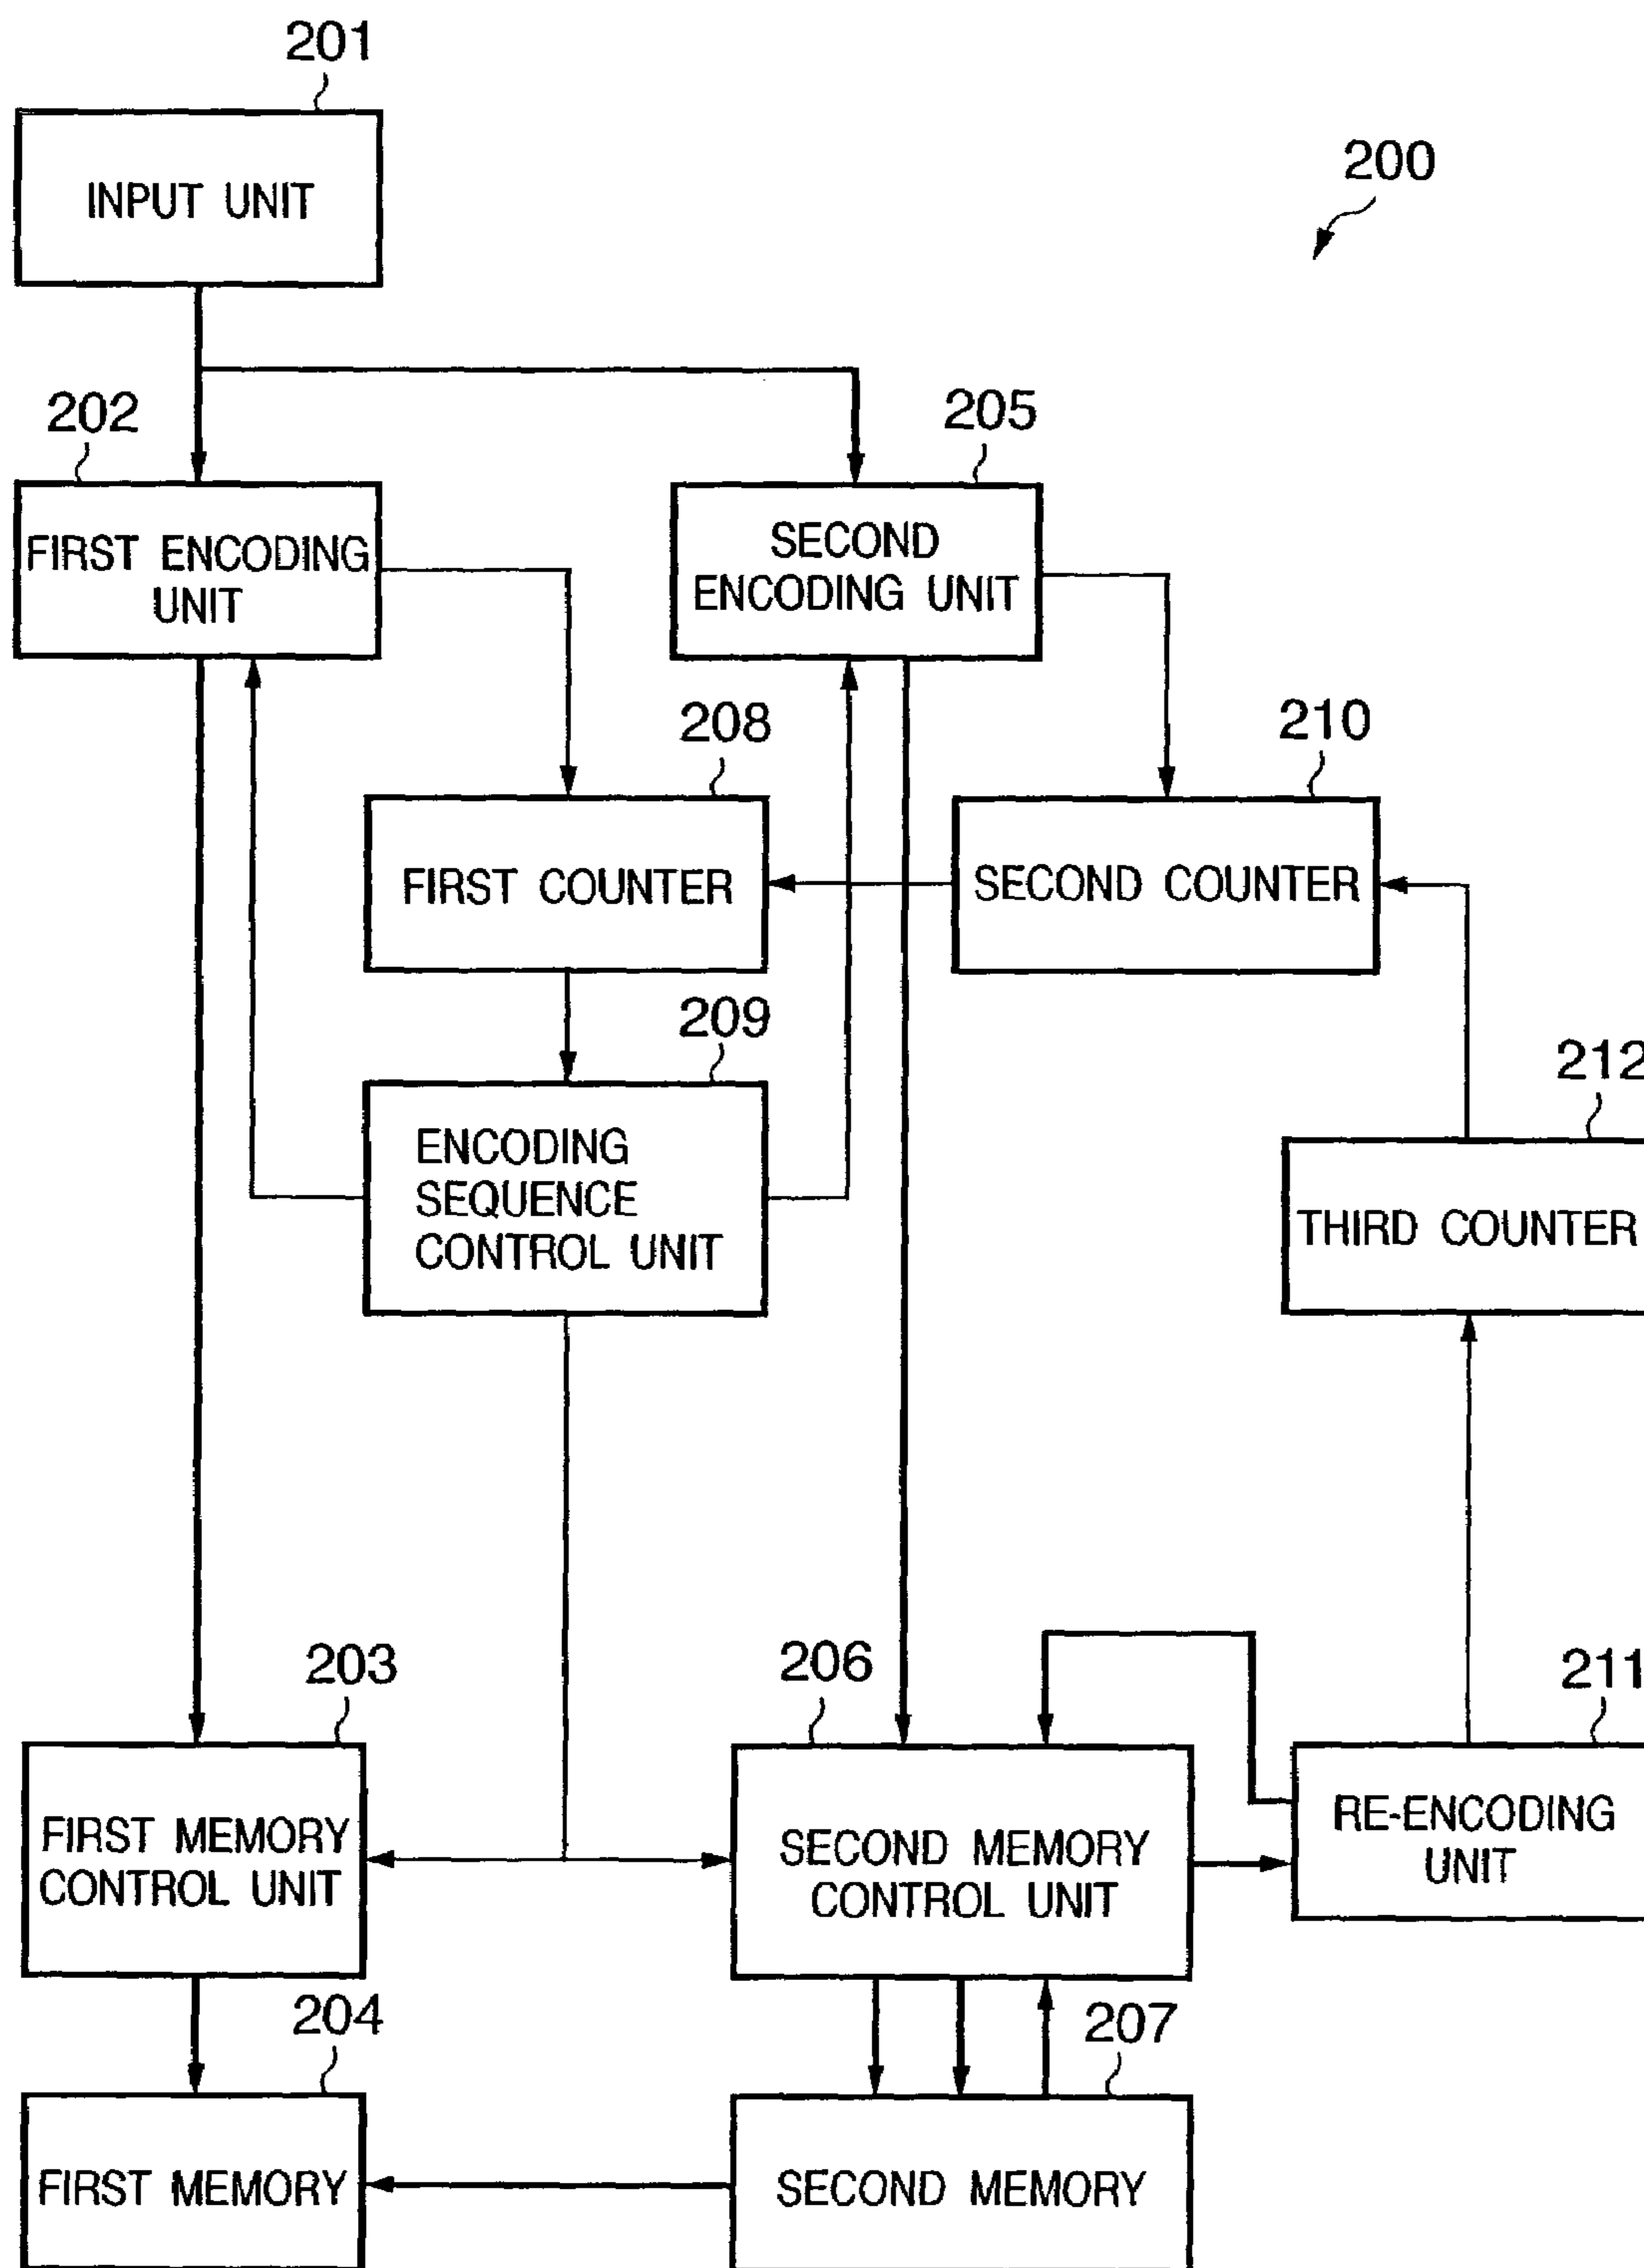 201
INPUT UNIT
200
202
FIRST ENCODING
UNIT
205
SECOND
ENCODING UNIT
208
FIRST COUNTER
210
SECOND COUNTER
209
ENCODING
SEQUENCE
CONTROL UNIT
212
THIRD COUNTER
203
FIRST MEMORY
CONTROL UNIT
206
SECOND MEMORY
CONTROL UNIT
211
RE-ENCODING
UNIT
204
FIRST MEMORY
207
SECOND MEMORY